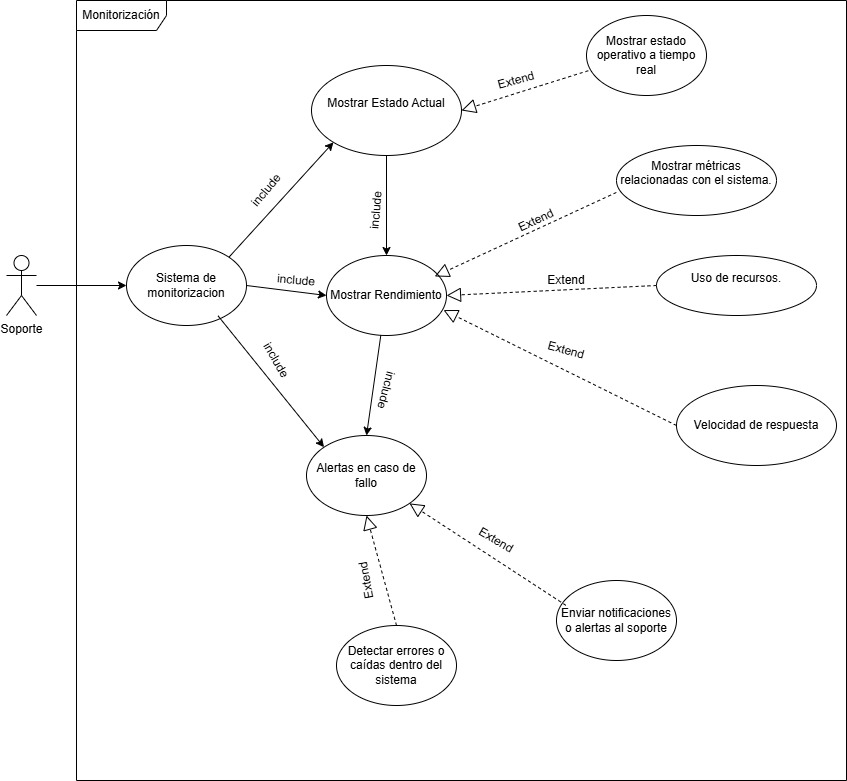 Monitorización
Mostrar estado
operativo a tiempo
real
Extend
Mostrar Estado Actual
include
include
Mostrar métricas
relacionadas con el sistema.
Extend
Soporte
Sistema de
monitorizacion
include
Mostrar Rendimiento
Extend
Uso de recursos.
include
include
Extend
Velocidad de respuesta
Alertas en caso de
fallo
Extend
Extend
Enviar notificaciones
o alertas al soporte
Detectar errores o
caídas dentro del
sistema